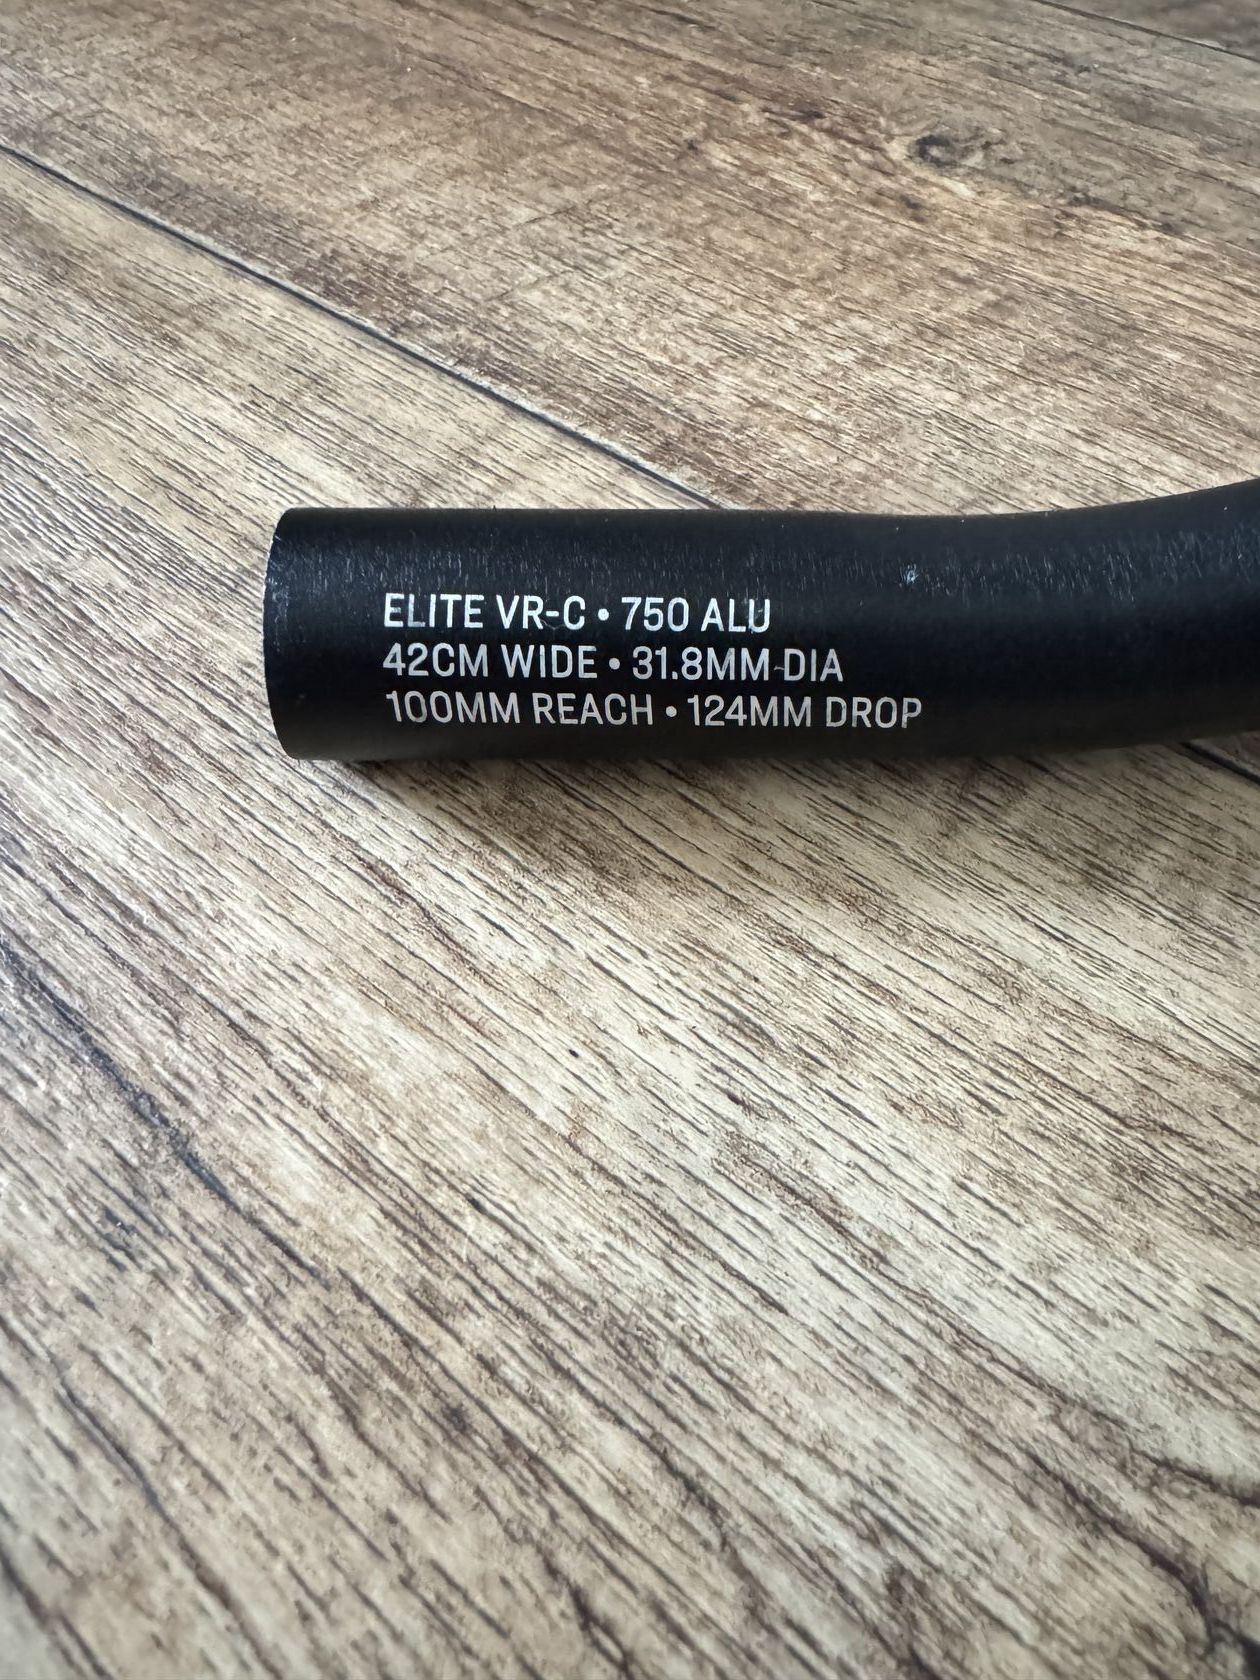 ELITE VR-C • 750 ALU
42CM WIDE • 31.8MM DIA
100MM REACH • 124MM DROP